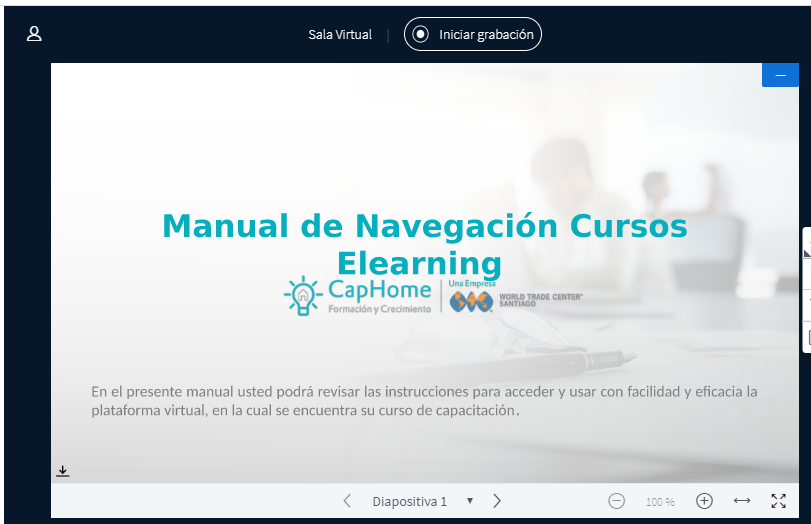 Sala Virtual
Iniciar grabación
Manual de Navegación Cursos
Elearning
CapHome
Formación y Crecimiento
Una Empresa
WORLD TRADE CENTER®
SANTIAGO
En el presente manual usted podrá revisar las instrucciones para acceder y usar con facilidad y eficacia la
plataforma virtual, en la cual se encuentra su curso de capacitación.
Diapositiva 1
100 %